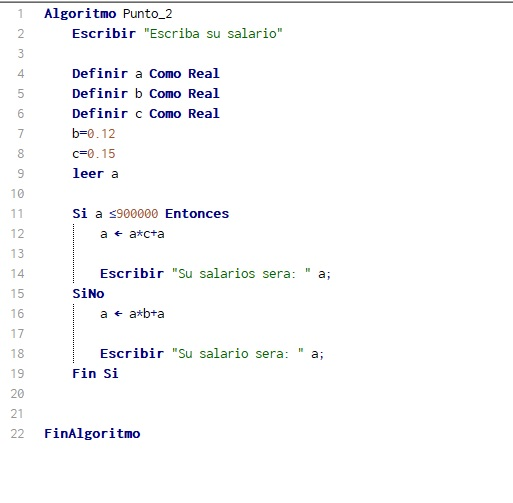 1 Algoritmo Punto_2
2 Escribir "Escriba su salario"
3
4 Definir a Como Real
5 Definir b Como Real
6 Definir c Como Real
7 b=0.12
8 c=0.15
9 leer a
10
11 Si a ≤900000 Entonces
12 a ← a*c+a
13
14 Escribir "Su salarios sera: " a;
15 SiNo
16 a ← a*b+a
17
18 Escribir "Su salario sera: " a;
19 Fin Si
20
21
22 FinAlgoritmo